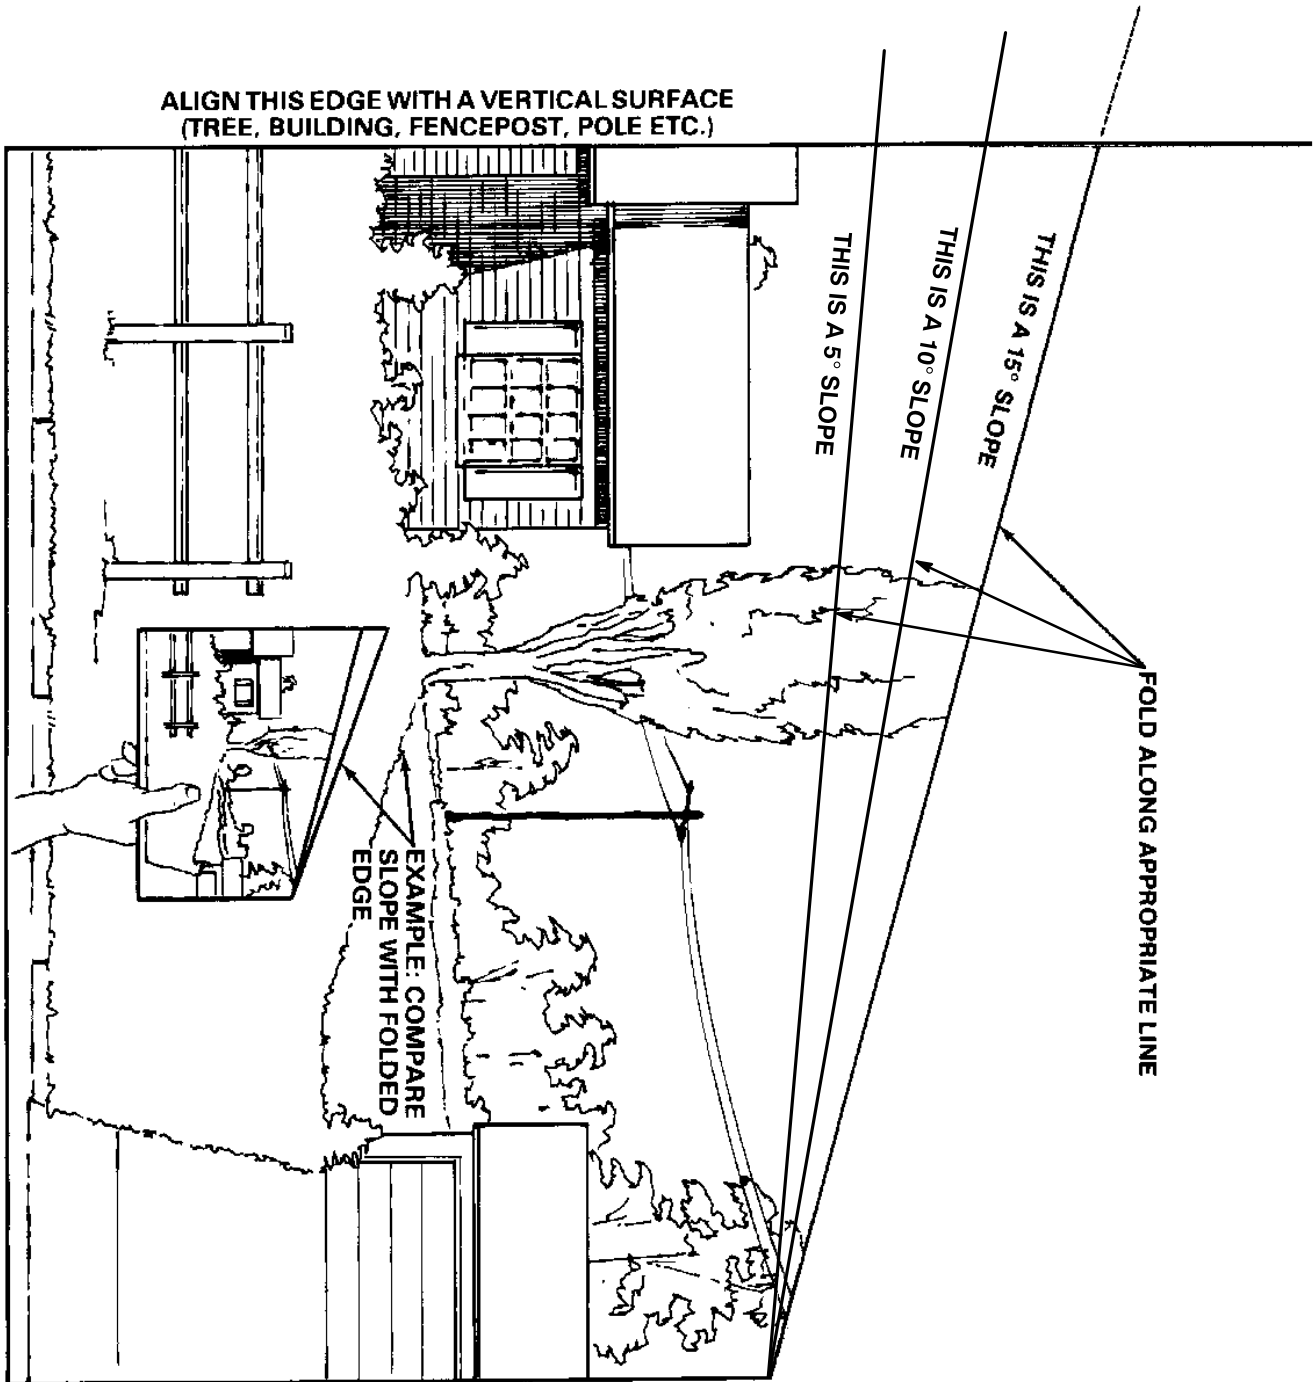 ALIGN THIS EDGE WITH A VERTICAL SURFACE
(TREE, BUILDING, FENCEPOST, POLE ETC.)
THIS IS A 5° SLOPE
THIS IS A 10° SLOPE
THIS IS A 15° SLOPE
FOLD ALONG APPROPRIATE LINE
EXAMPLE: COMPARE
SLOPE WITH FOLDED
EDGE